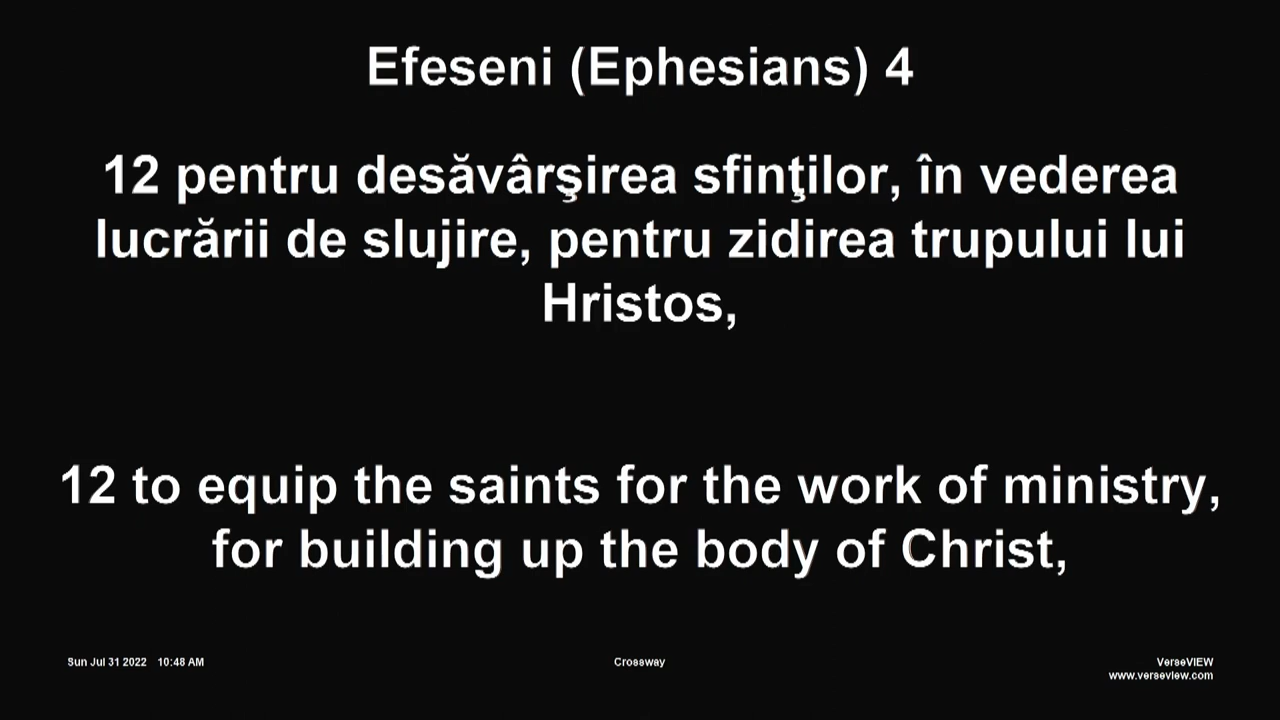 Efeseni (Ephesians) 4
12 pentru desăvârşirea sfinţilor, în vederea
lucrării de slujire, pentru zidirea trupului lui
Hristos,
12 to equip the saints for the work of ministry,
for building up the body of Christ,
Sun Jul 31 2022 10:48 AM
Crossway
VerseVIEW
www.verseview.com